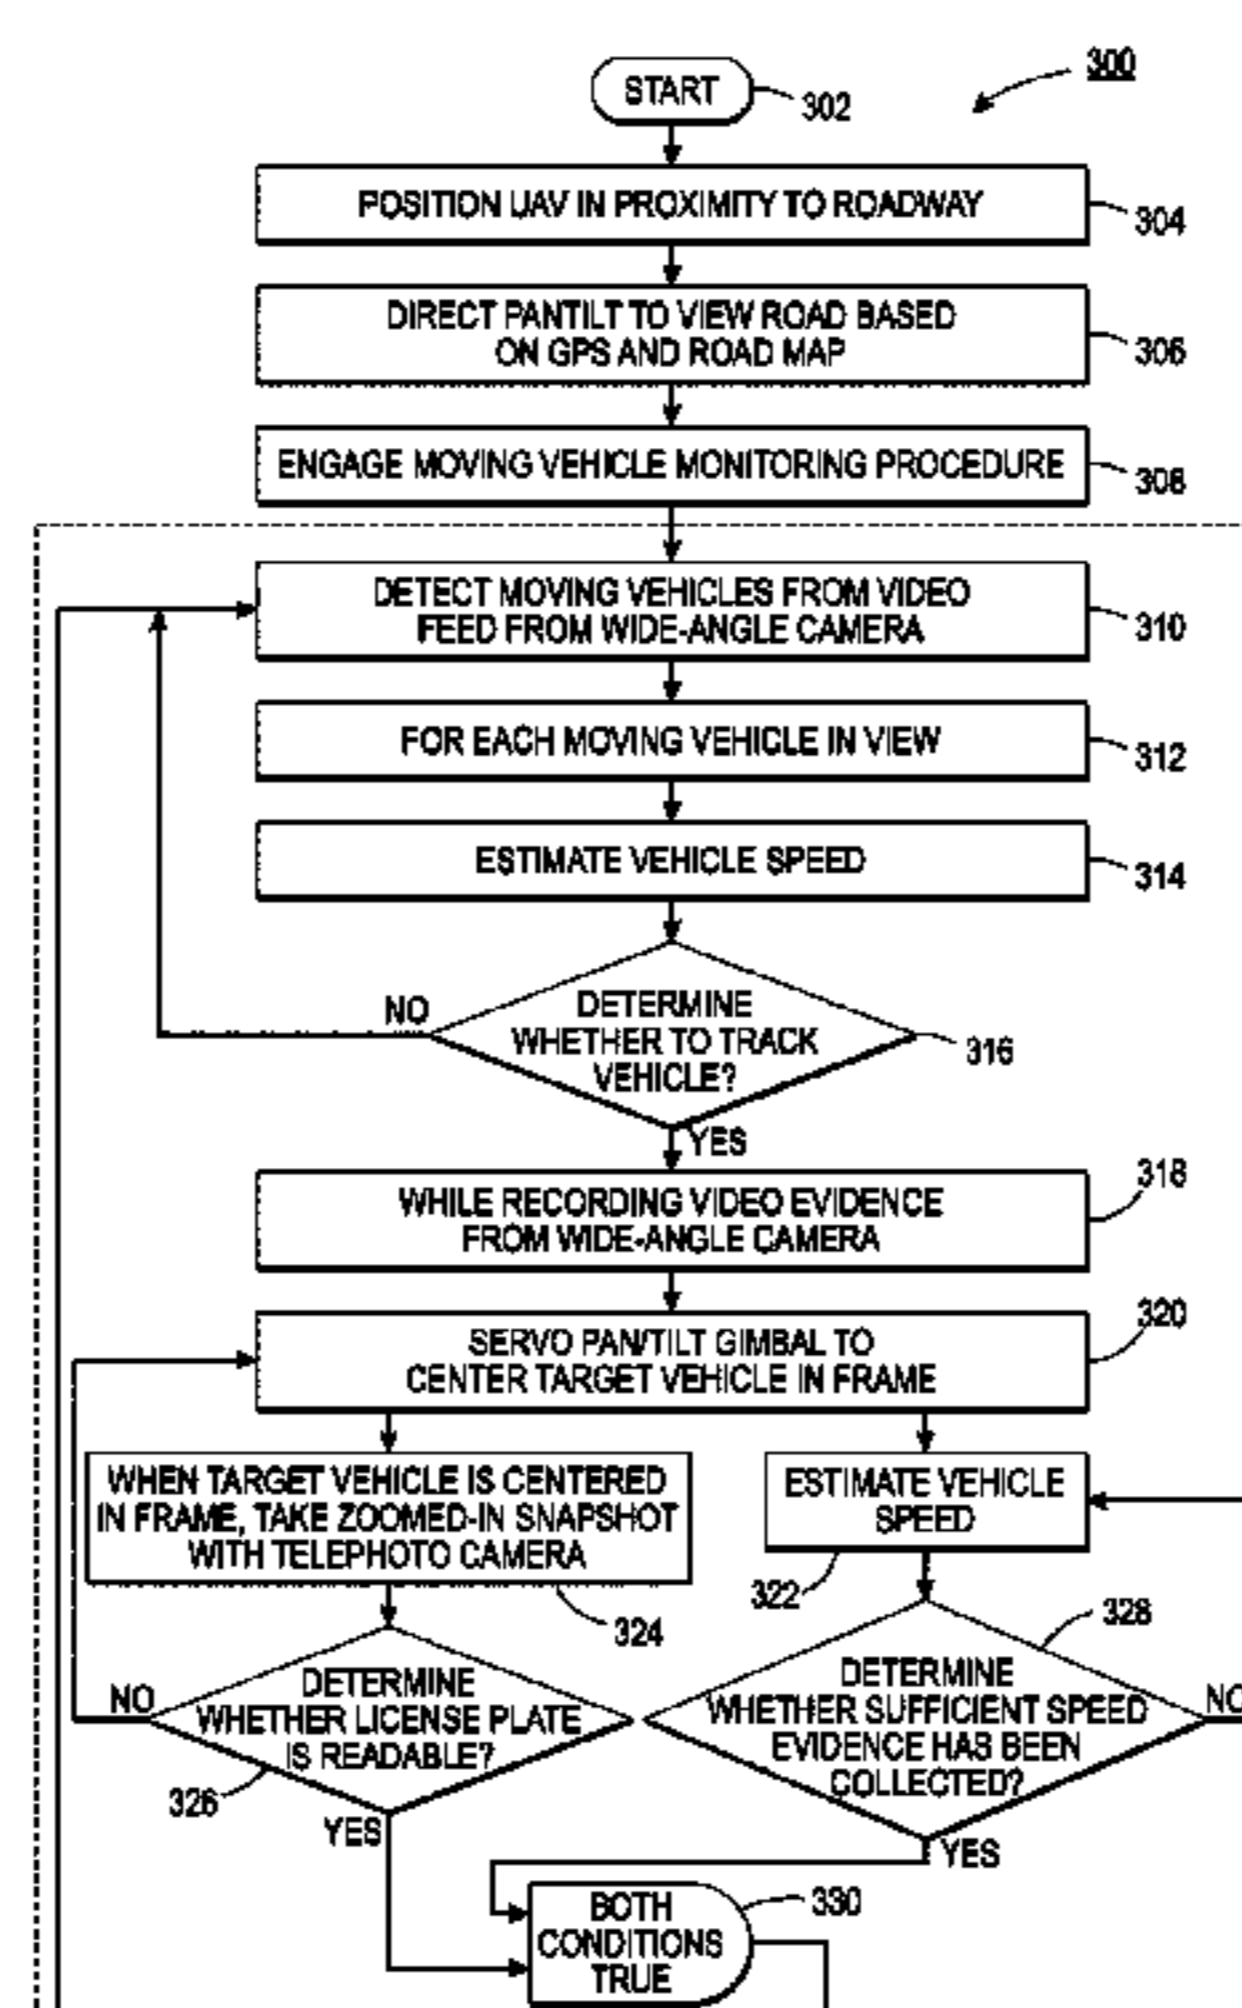 300
START
302
POSITION UAV IN PROXIMITY TO ROADWAY
304
DIRECT PANTILT TO VIEW ROAD BASED
ON GPS AND ROAD MAP
306
ENGAGE MOVING VEHICLE MONITORING PROCEDURE
308
DETECT MOVING VEHICLES FROM VIDEO
FEED FROM WIDE-ANGLE CAMERA
310
FOR EACH MOVING VEHICLE IN VIEW
312
ESTIMATE VEHICLE SPEED
314
NO
DETERMINE
WHETHER TO TRACK
VEHICLE?
316
YES
WHILE RECORDING VIDEO EVIDENCE
FROM WIDE-ANGLE CAMERA
318
SERVO PAN/TILT GIMBAL TO
CENTER TARGET VEHICLE IN FRAME
320
WHEN TARGET VEHICLE IS CENTERED
IN FRAME, TAKE ZOOMED-IN SNAPSHOT
WITH TELEPHOTO CAMERA
324
ESTIMATE VEHICLE
SPEED
322
NO
DETERMINE
WHETHER LICENSE PLATE
IS READABLE?
326
YES
328
DETERMINE
WHETHER SUFFICIENT SPEED
EVIDENCE HAS BEEN
COLLECTED?
NO
YES
BOTH
CONDITIONS
TRUE
330